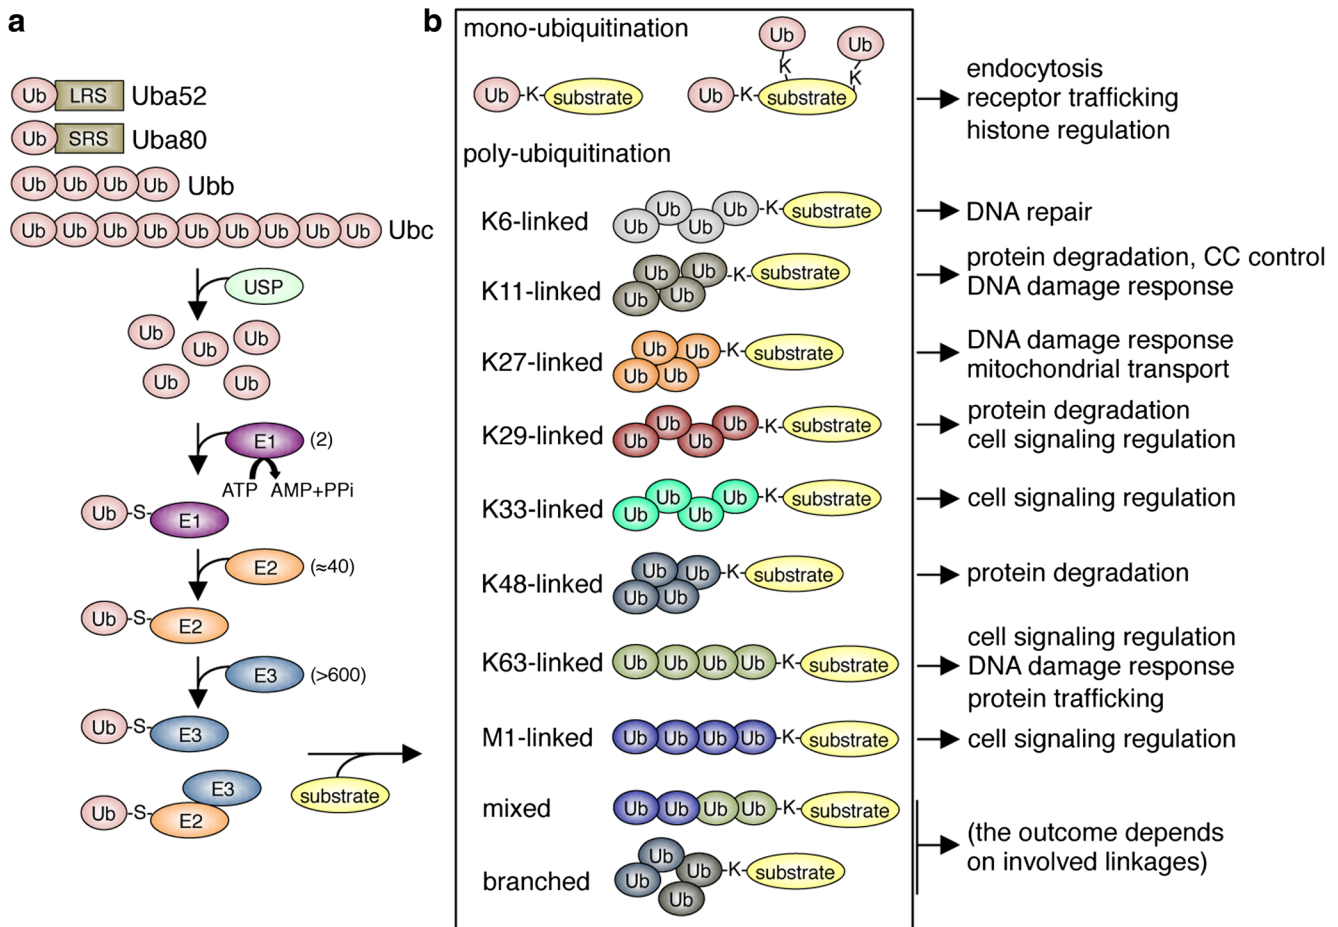 a
Ub LRS Uba52
Ub SRS Uba80
Ub Ub Ub Ub Ubb
Ub Ub Ub Ub Ub Ub Ub Ub Ub Ubc
USP
Ub Ub Ub
Ub Ub
E1 (2)
ATP AMP+PPi
Ub -S- E1
E2 (≈40)
Ub -S- E2
E3 (>600)
Ub -S- E3
E3
Ub -S- E2
substrate
b
mono-ubiquitination
Ub -K- substrate
Ub Ub
K K
Ub -K- substrate
endocytosis
receptor trafficking
histone regulation
poly-ubiquitination
K6-linked Ub Ub Ub Ub -K- substrate
DNA repair
K11-linked Ub Ub Ub Ub -K- substrate
protein degradation, CC control
DNA damage response
K27-linked Ub Ub Ub Ub -K- substrate
DNA damage response
mitochondrial transport
K29-linked Ub Ub Ub Ub -K- substrate
protein degradation
cell signaling regulation
K33-linked Ub Ub Ub Ub -K- substrate
cell signaling regulation
K48-linked Ub Ub Ub Ub -K- substrate
protein degradation
K63-linked Ub Ub Ub Ub -K- substrate
cell signaling regulation
DNA damage response
protein trafficking
M1-linked Ub Ub Ub Ub -K- substrate
cell signaling regulation
mixed Ub Ub Ub Ub -K- substrate
branched Ub Ub Ub Ub -K- substrate
(the outcome depends
on involved linkages)